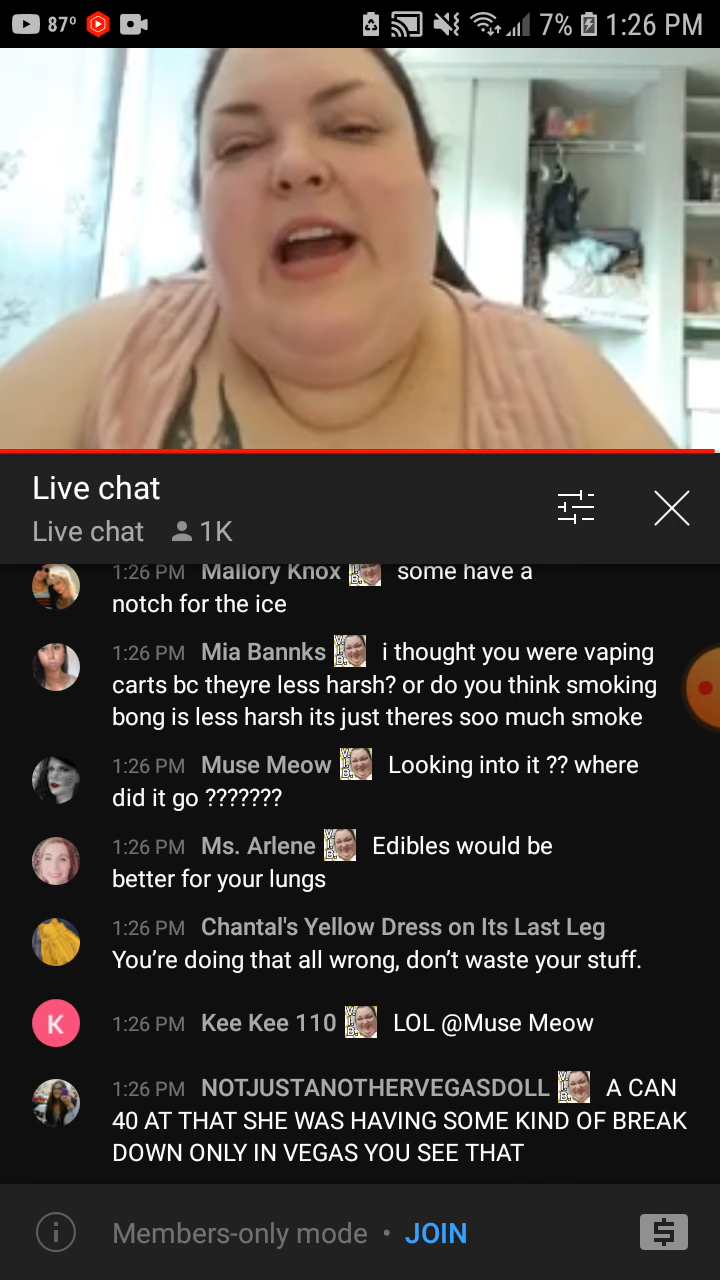 87°
7%
1:26 PM
Live chat
Live chat 1K
1:26 PM Mallory Knox some have a
notch for the ice
1:26 PM Mia Bannks i thought you were vaping
carts bc theyre less harsh? or do you think smoking
bong is less harsh its just theres soo much smoke
1:26 PM Muse Meow Looking into it ?? where
did it go ???????
1:26 PM Ms. Arlene Edibles would be
better for your lungs
1:26 PM Chantal's Yellow Dress on Its Last Leg
You’re doing that all wrong, don’t waste your stuff.
K
1:26 PM Kee Kee 110 LOL @Muse Meow
1:26 PM NOTJUSTANOTHERVEGASDOLL A CAN
40 AT THAT SHE WAS HAVING SOME KIND OF BREAK
DOWN ONLY IN VEGAS YOU SEE THAT
Members-only mode • JOIN